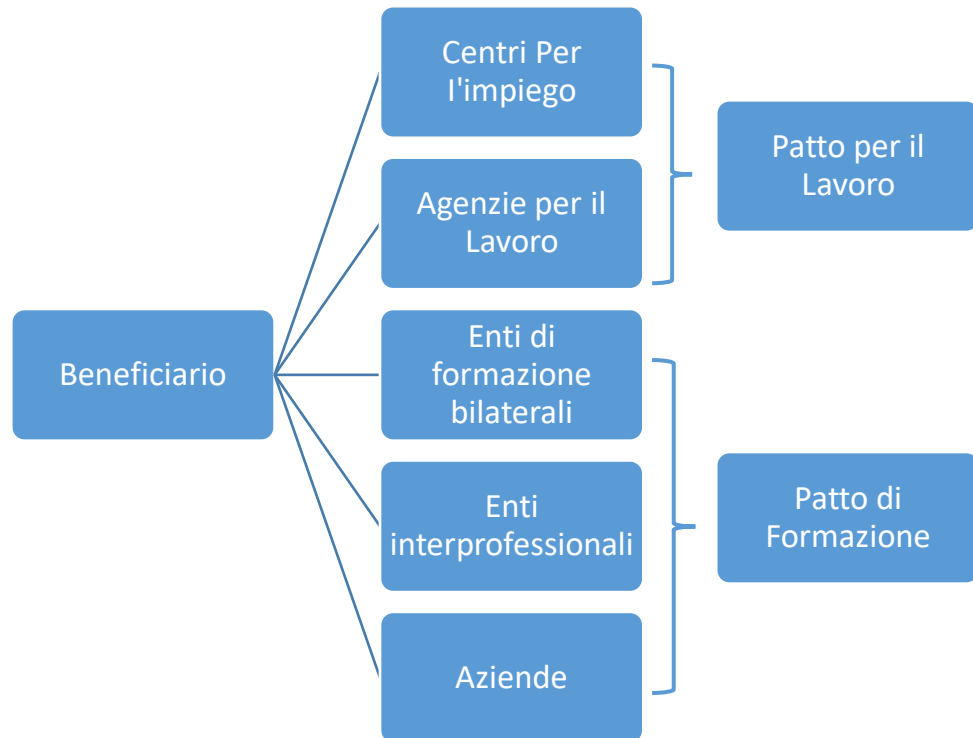 Beneficiario
Centri Per
l'impiego
Agenzie per il
Lavoro
Enti di
formazione
bilaterali
Enti
interprofessionali
Aziende
Patto per il
Lavoro
Patto di
Formazione